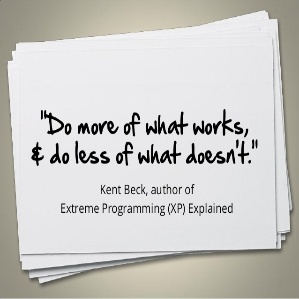 "Do more of what works,
& do less of what doesn't."
Kent Beck, author of
Extreme Programming (XP) Explained